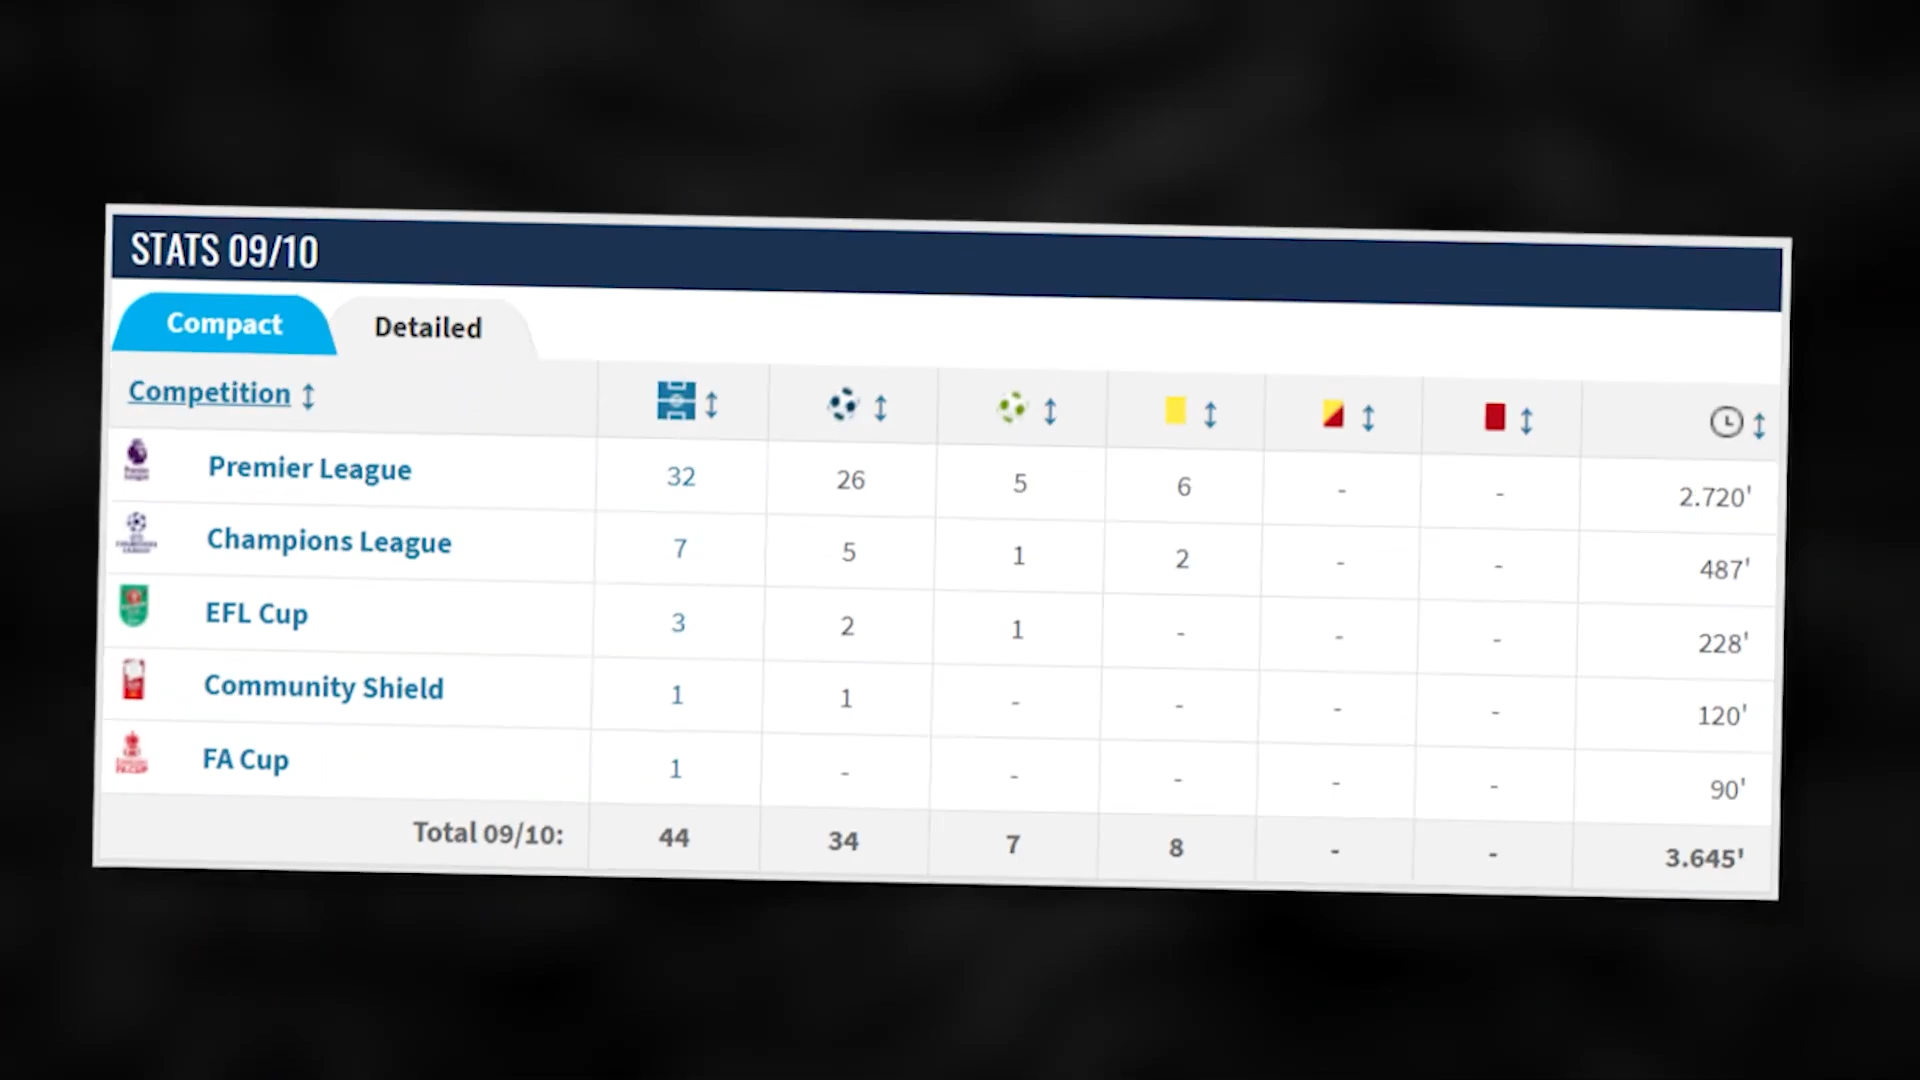 STATS 09/10
Compact Detailed
Competition
Premier League 32 26 5 6 - - 2.720'
Champions League 7 5 1 2 - - 487'
EFL Cup 3 2 1 - - - 228'
Community Shield 1 1 - - - - 120'
FA Cup 1 - - - - - 90'
Total 09/10: 44 34 7 8 - - 3.645'